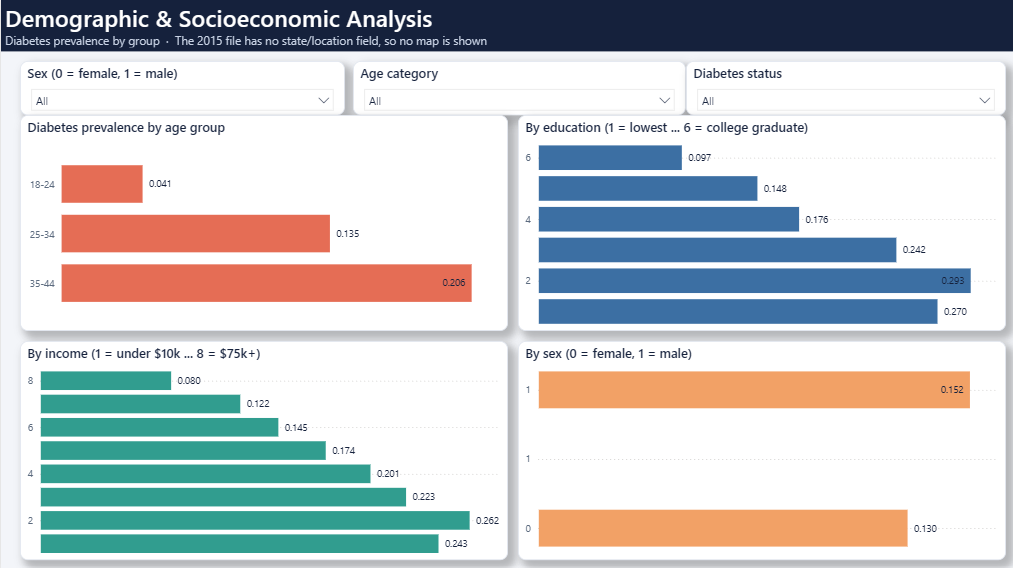 Demographic & Socioeconomic Analysis
Diabetes prevalence by group · The 2015 file has no state/location field, so no map is shown
Sex (0 = female, 1 = male)
All
Age category
All
Diabetes status
All
Diabetes prevalence by age group
18-24 0.041
25-34 0.135
35-44 0.206
By education (1 = lowest ... 6 = college graduate)
6 0.097
0.148
4 0.176
0.242
2 0.293
0.270
By income (1 = under $10k ... 8 = $75k+)
8 0.080
0.122
6 0.145
0.174
4 0.201
0.223
2 0.262
0.243
By sex (0 = female, 1 = male)
1 0.152
1
0 0.130